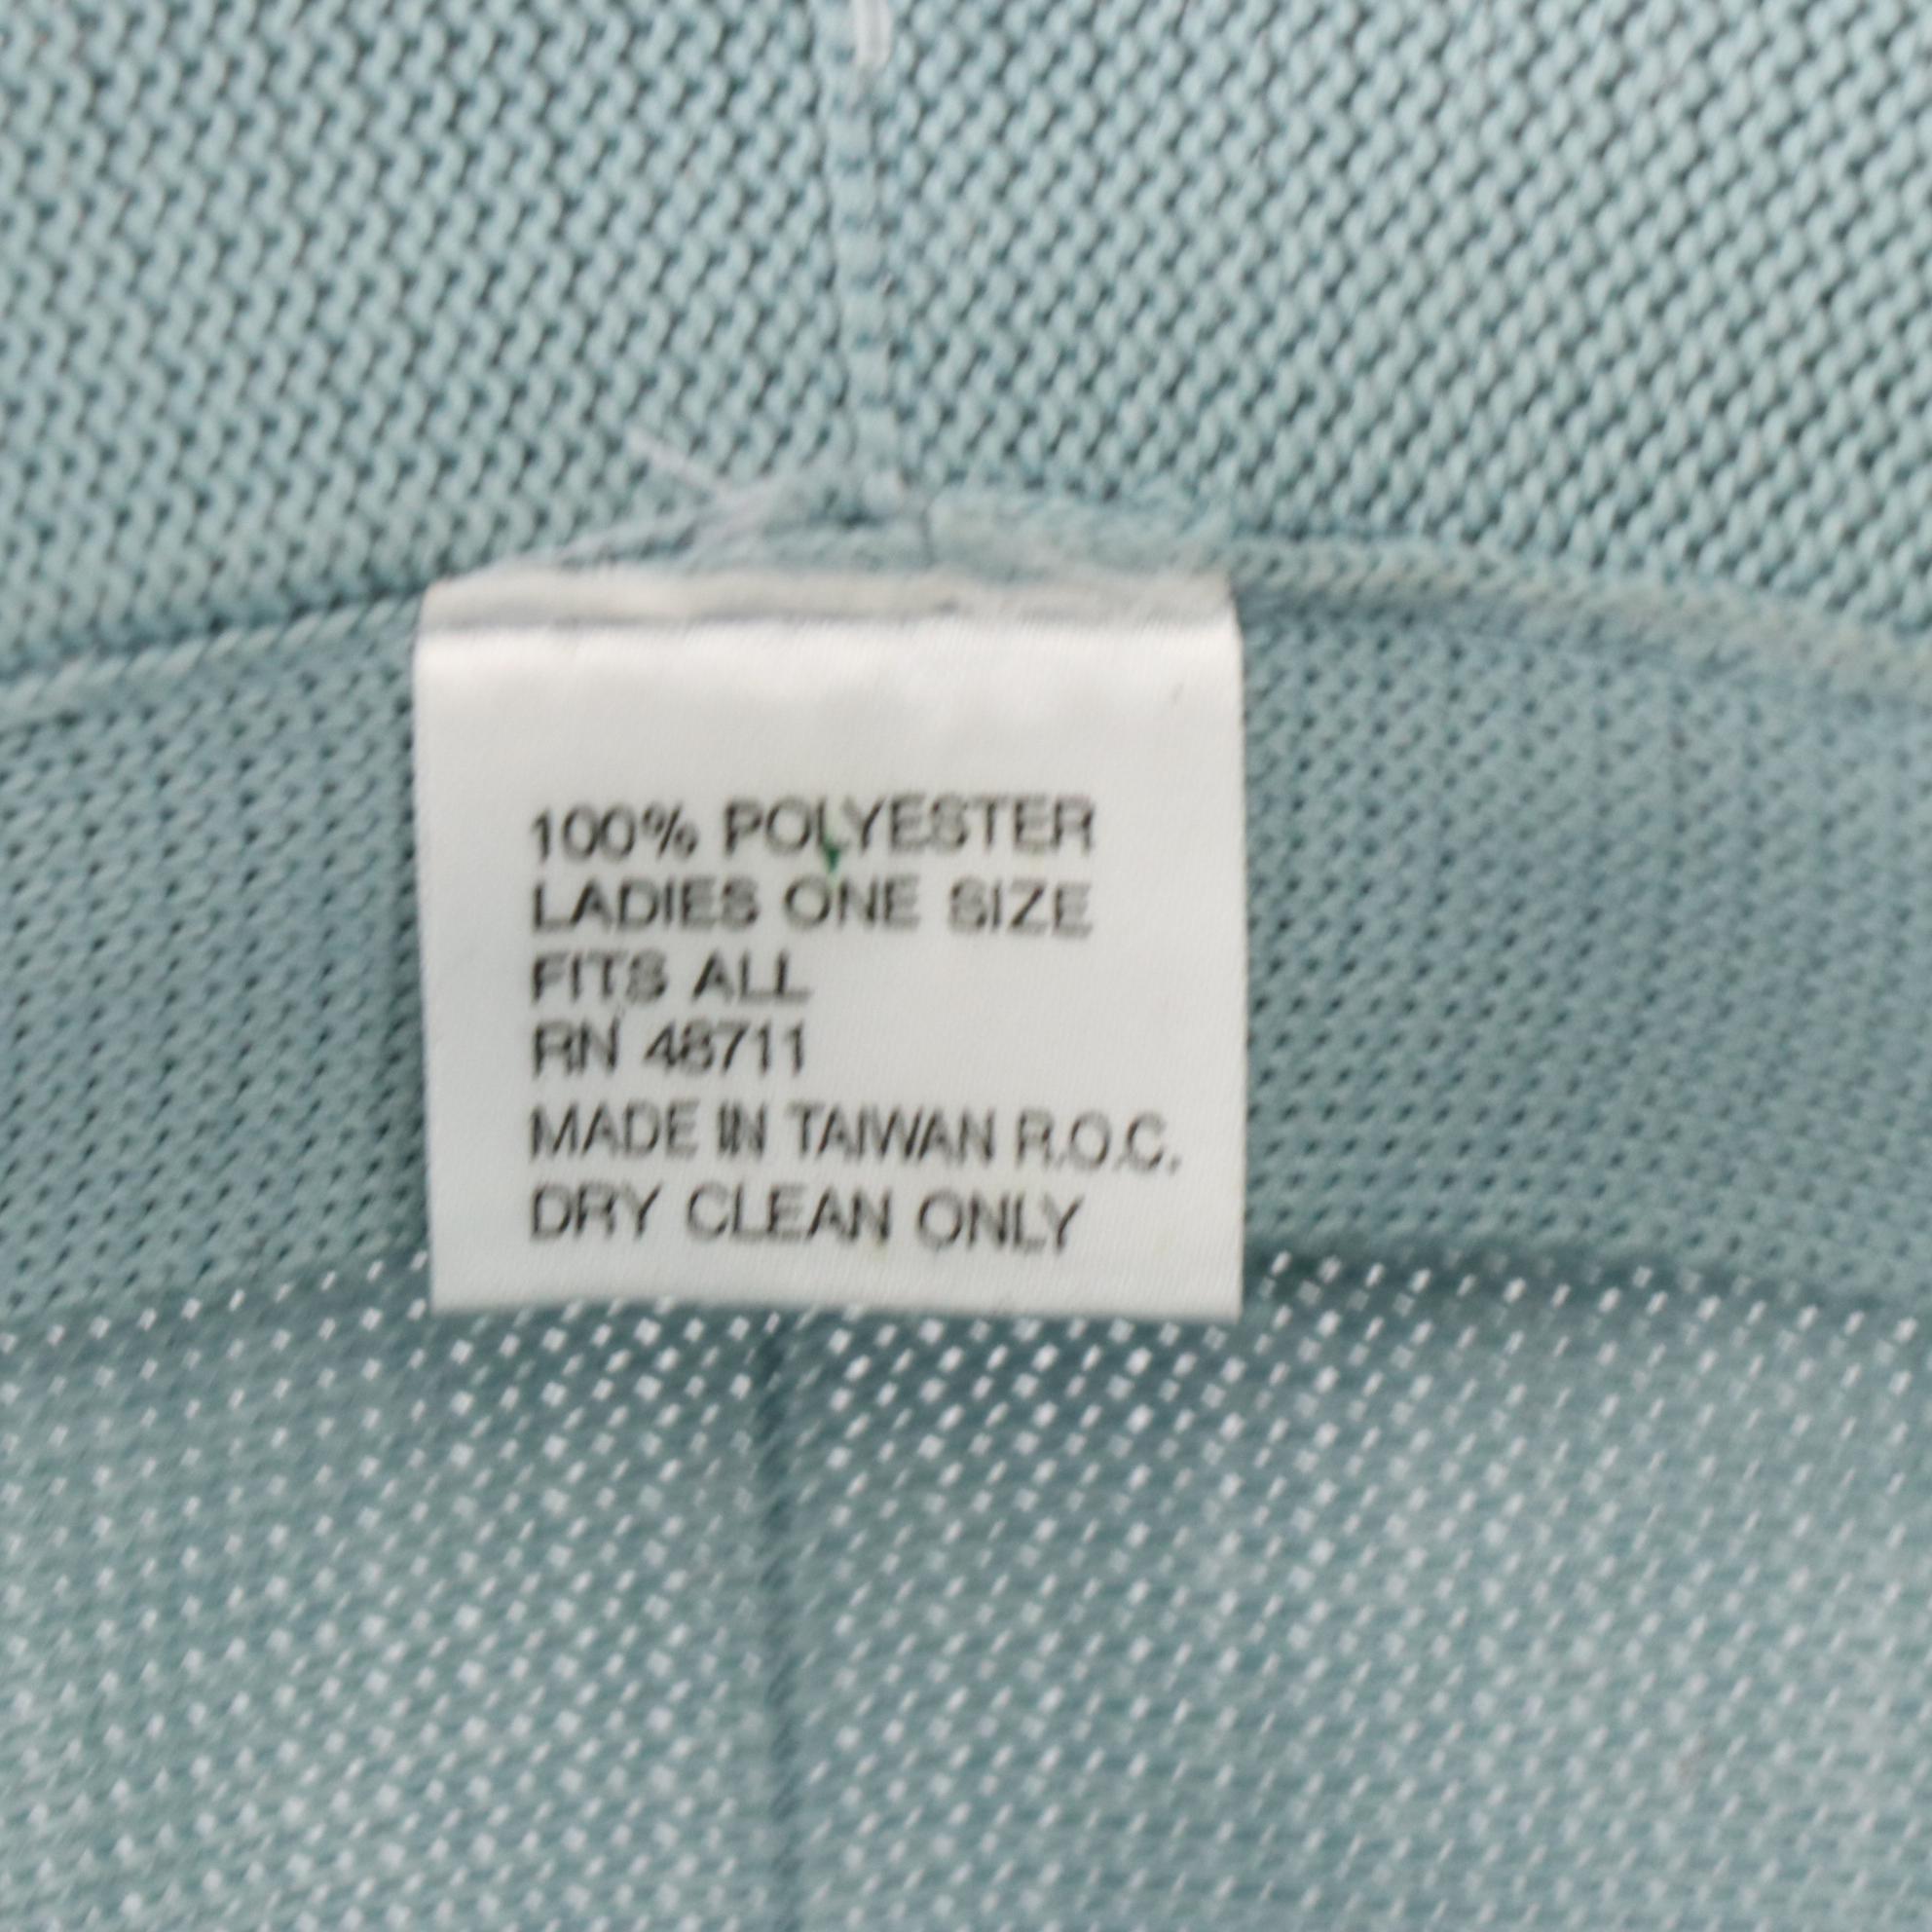 100% POLYESTER
LADIES ONE SIZE
FITS ALL
RN 48711
MADE IN TAIWAN R.O.C.
DRY CLEAN ONLY